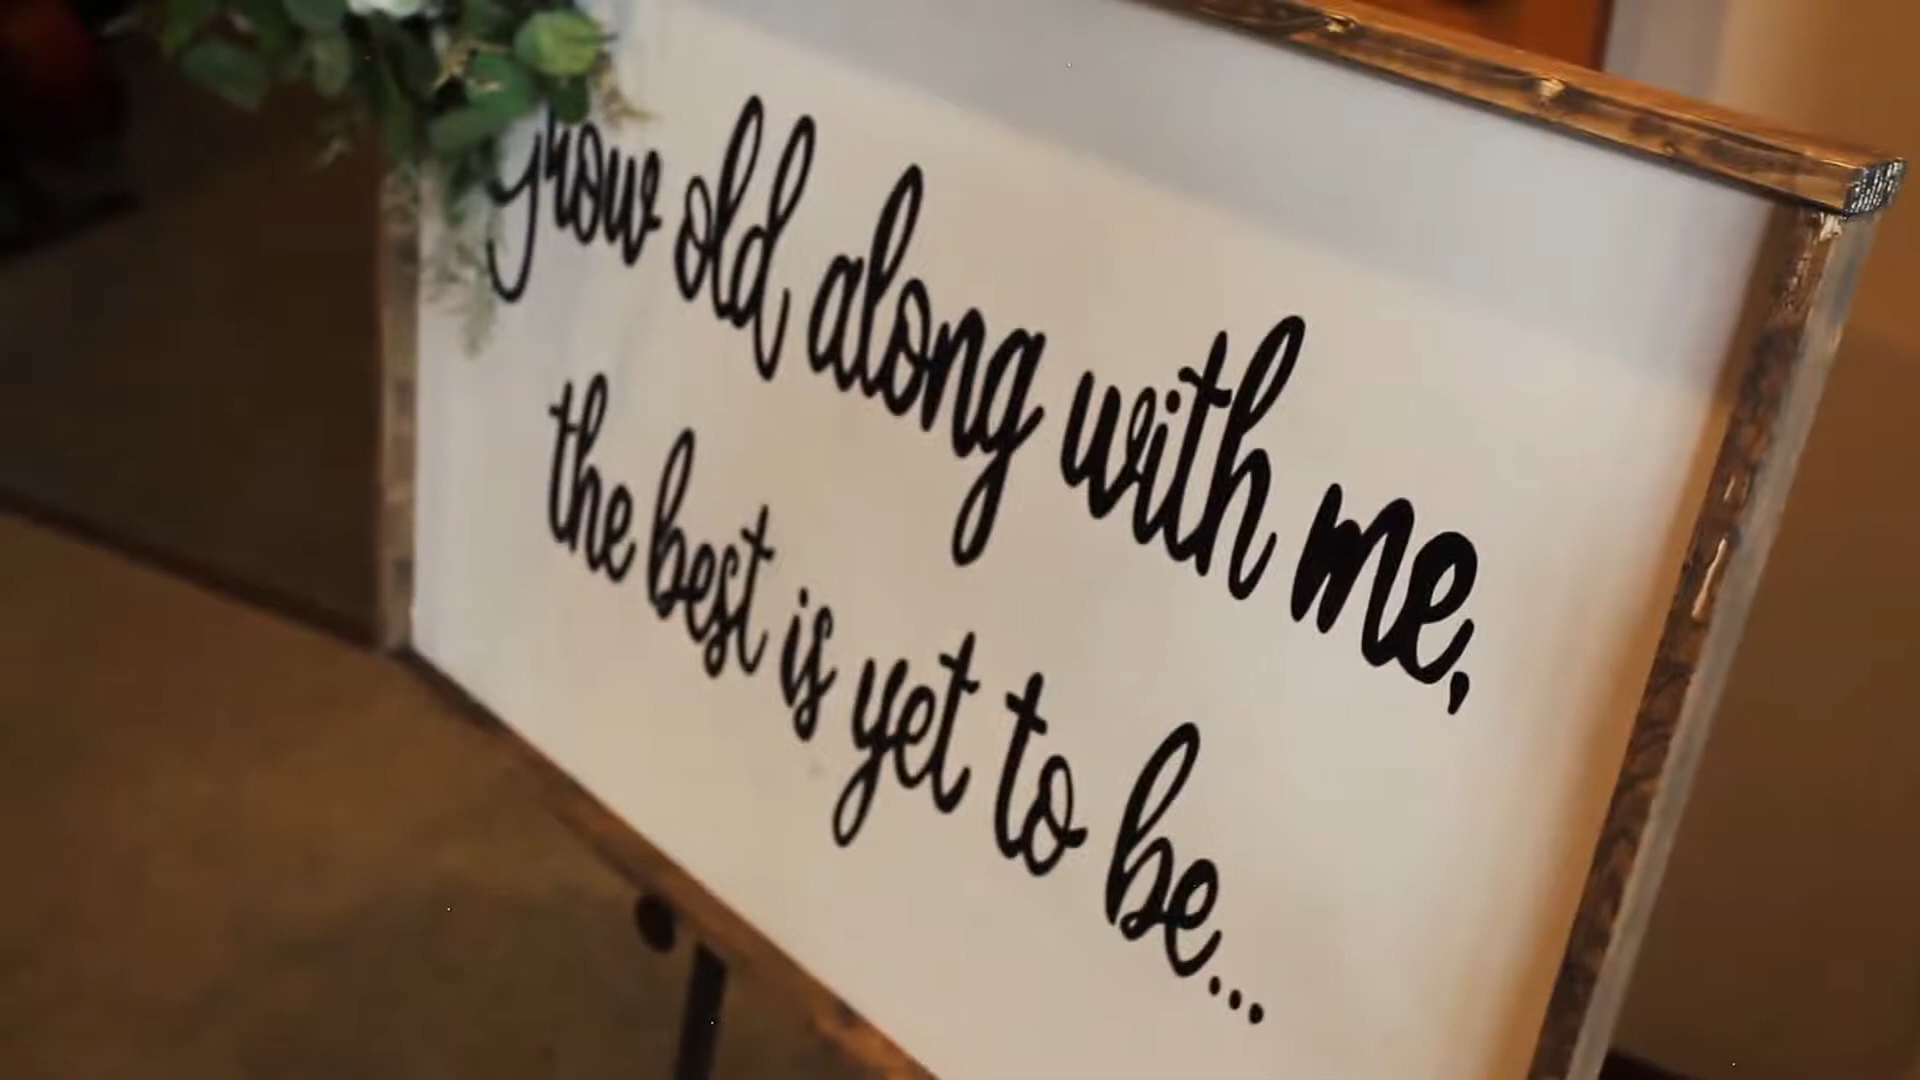 grow old along with me,
the best is yet to be...